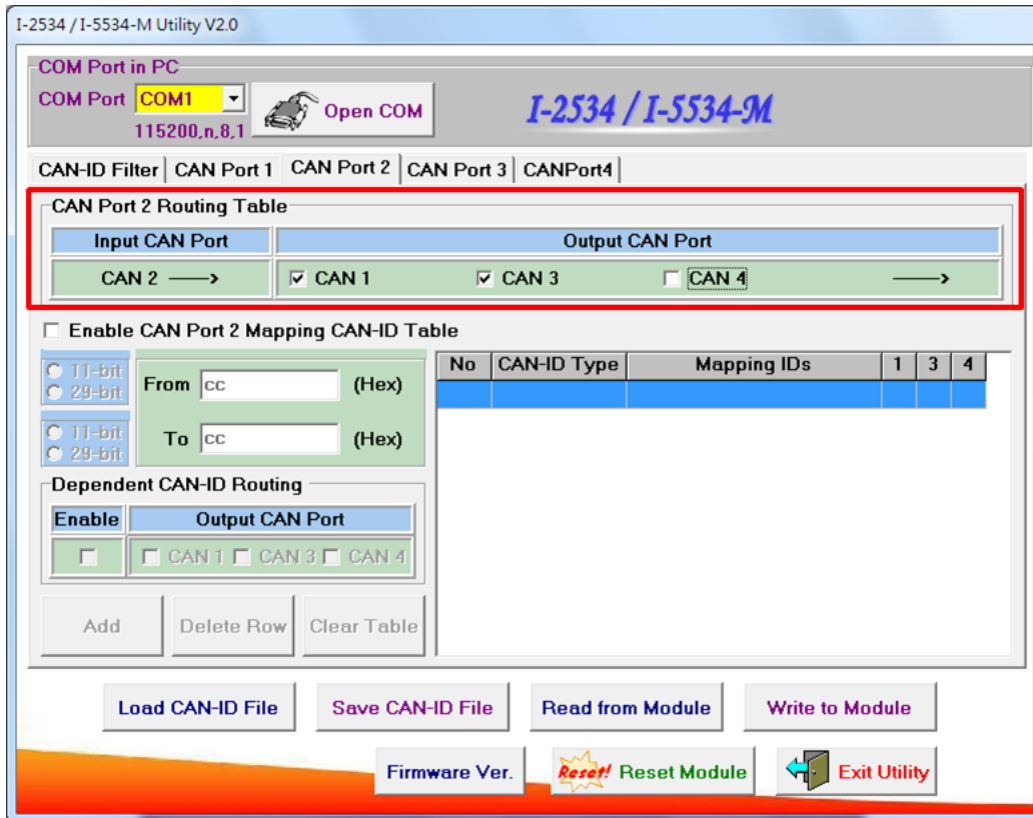 I-2534 / I-5534-M Utility V2.0
COM Port in PC
COM Port COM1
115200,n,8,1
Open COM
I-2534 / I-5534-M
CAN-ID Filter CAN Port 1 CAN Port 2 CAN Port 3 CANPort4
CAN Port 2 Routing Table
Input CAN Port Output CAN Port
CAN 2 ---> CAN 1 CAN 3 CAN 4 --->
Enable CAN Port 2 Mapping CAN-ID Table
11-bit
29-bit
From cc (Hex)
11-bit
29-bit
To cc (Hex)
No CAN-ID Type Mapping IDs 1 3 4
Dependent CAN-ID Routing
Enable Output CAN Port
CAN 1 CAN 3 CAN 4
Add Delete Row Clear Table
Load CAN-ID File Save CAN-ID File Read from Module Write to Module
Firmware Ver. Reset! Reset Module Exit Utility